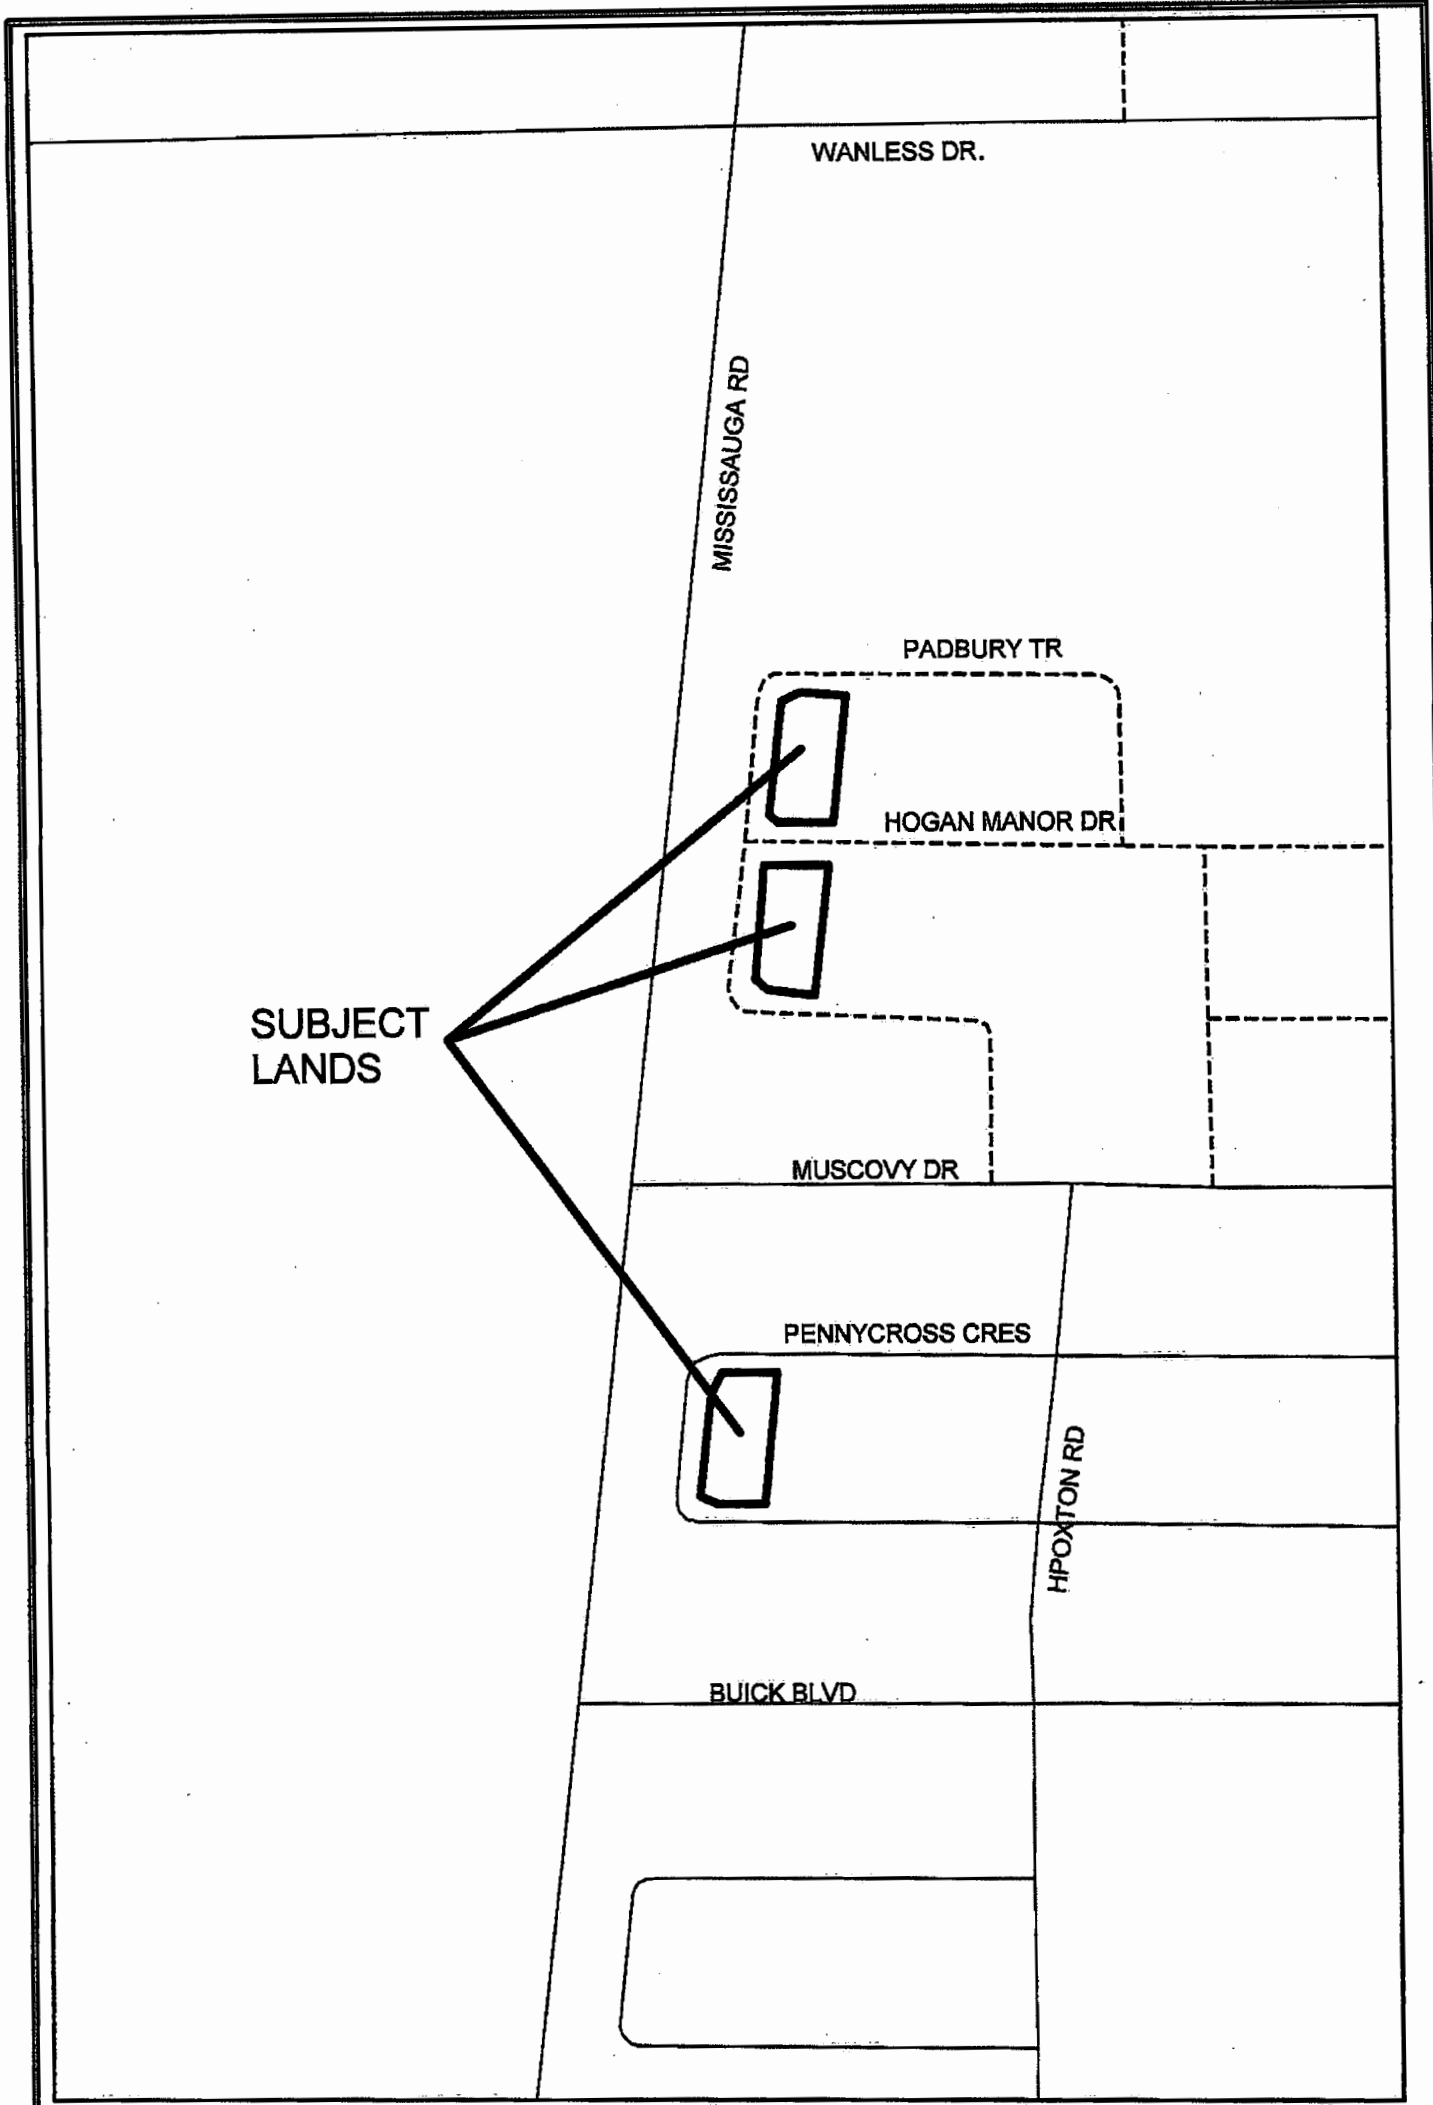 WANLESS DR.
MISSISSAUGA RD
PADBURY TR
HOGAN MANOR DR
SUBJECT
LANDS
MUSCOVY DR
PENNYCROSS CRES
HPOXTON RD
BUICK BLVD